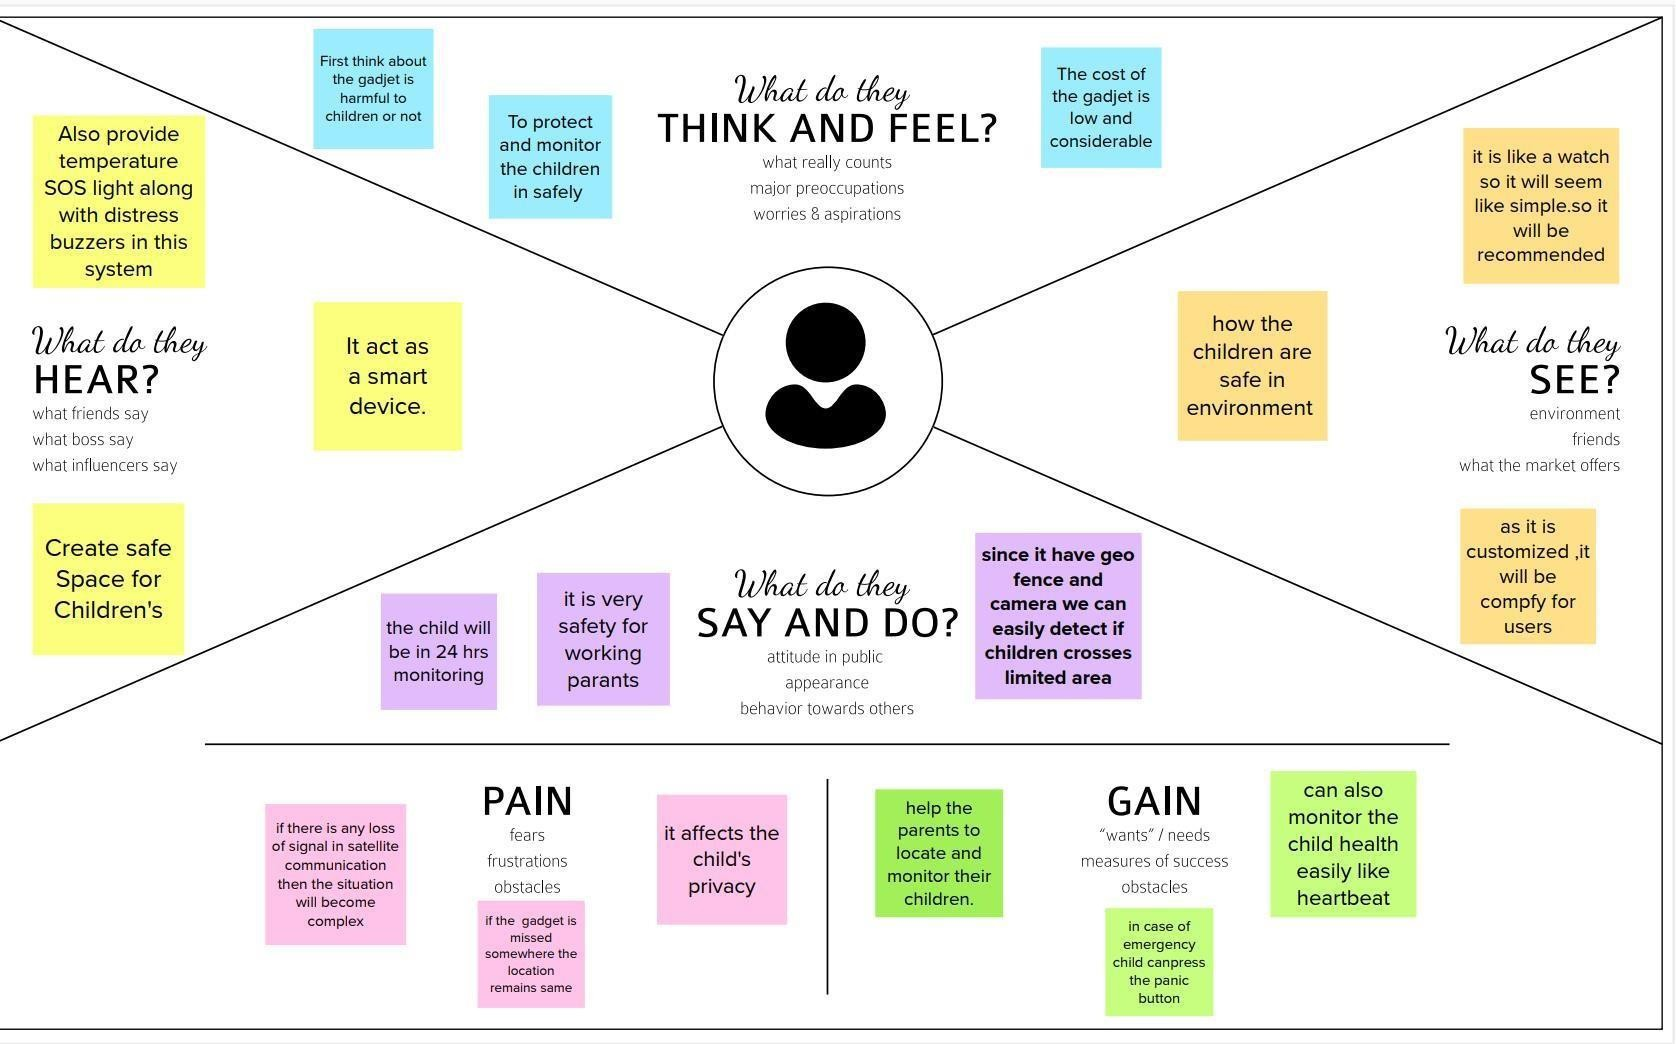 First think about
the gadjet is
harmful to
children or not
To protect
and monitor
the children
in safely
What do they
THINK AND FEEL?
what really counts
major preoccupations
worries & aspirations
The cost of
the gadjet is
low and
considerable
Also provide
temperature
SOS light along
with distress
buzzers in this
system
What do they
HEAR?
what friends say
what boss say
what influencers say
It act as
a smart
device.
Create safe
Space for
Children's
it is like a watch
so it will seem
like simple.so it
will be
recommended
how the
children are
safe in
environment
What do they
SEE?
environment
friends
what the market offers
as it is
customized ,it
will be
compfy for
users
the child will
be in 24 hrs
monitoring
it is very
safety for
working
parants
What do they
SAY AND DO?
attitude in public
appearance
behavior towards others
since it have geo
fence and
camera we can
easily detect if
children crosses
limited area
if there is any loss
of signal in satellite
communication
then the situation
will become
complex
PAIN
fears
frustrations
obstacles
if the  gadget is
missed
somewhere the
location
remains same
it affects the
child's
privacy
help the
parents to
locate and
monitor their
children.
GAIN
“wants” / needs
measures of success
obstacles
in case of
emergency
child canpress
the panic
button
can also
monitor the
child health
easily like
heartbeat